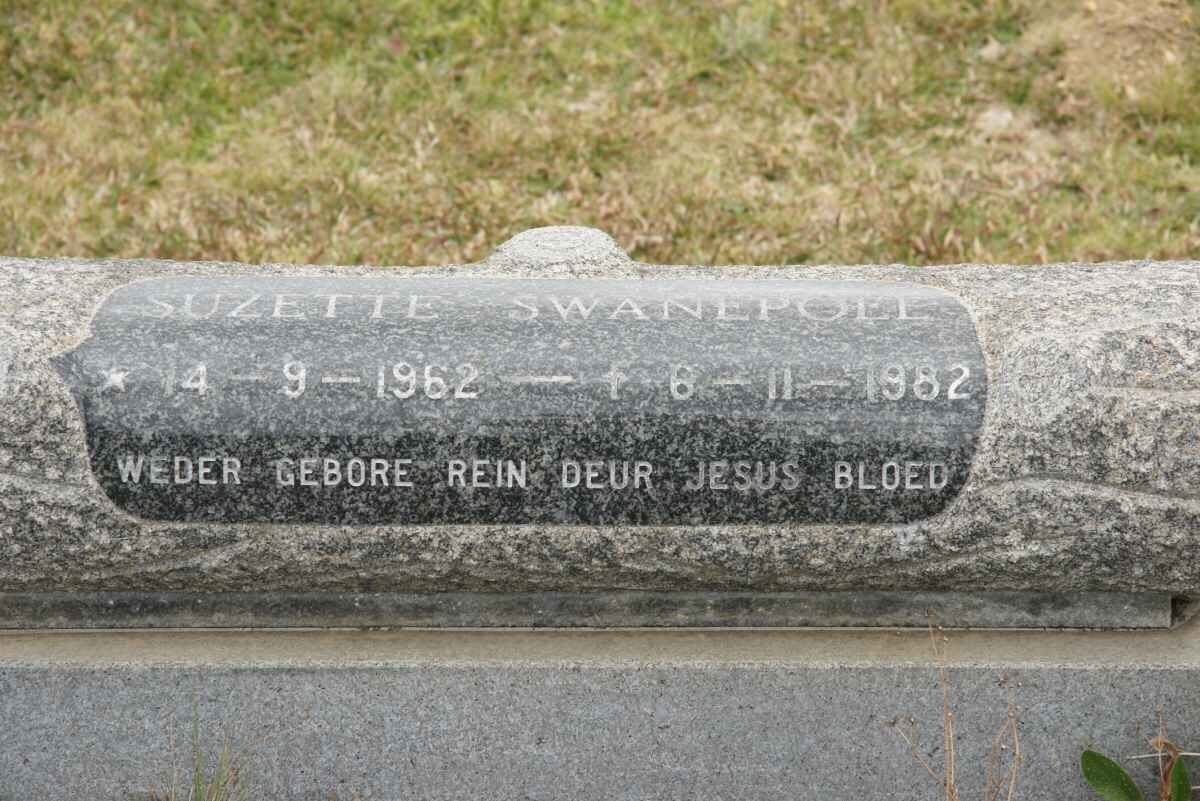 SUZETTE SWANEPOEL
* 14 - 9 - 1962 — † 6 - 11 - 1982
WEDER GEBORE REIN DEUR JESUS BLOED